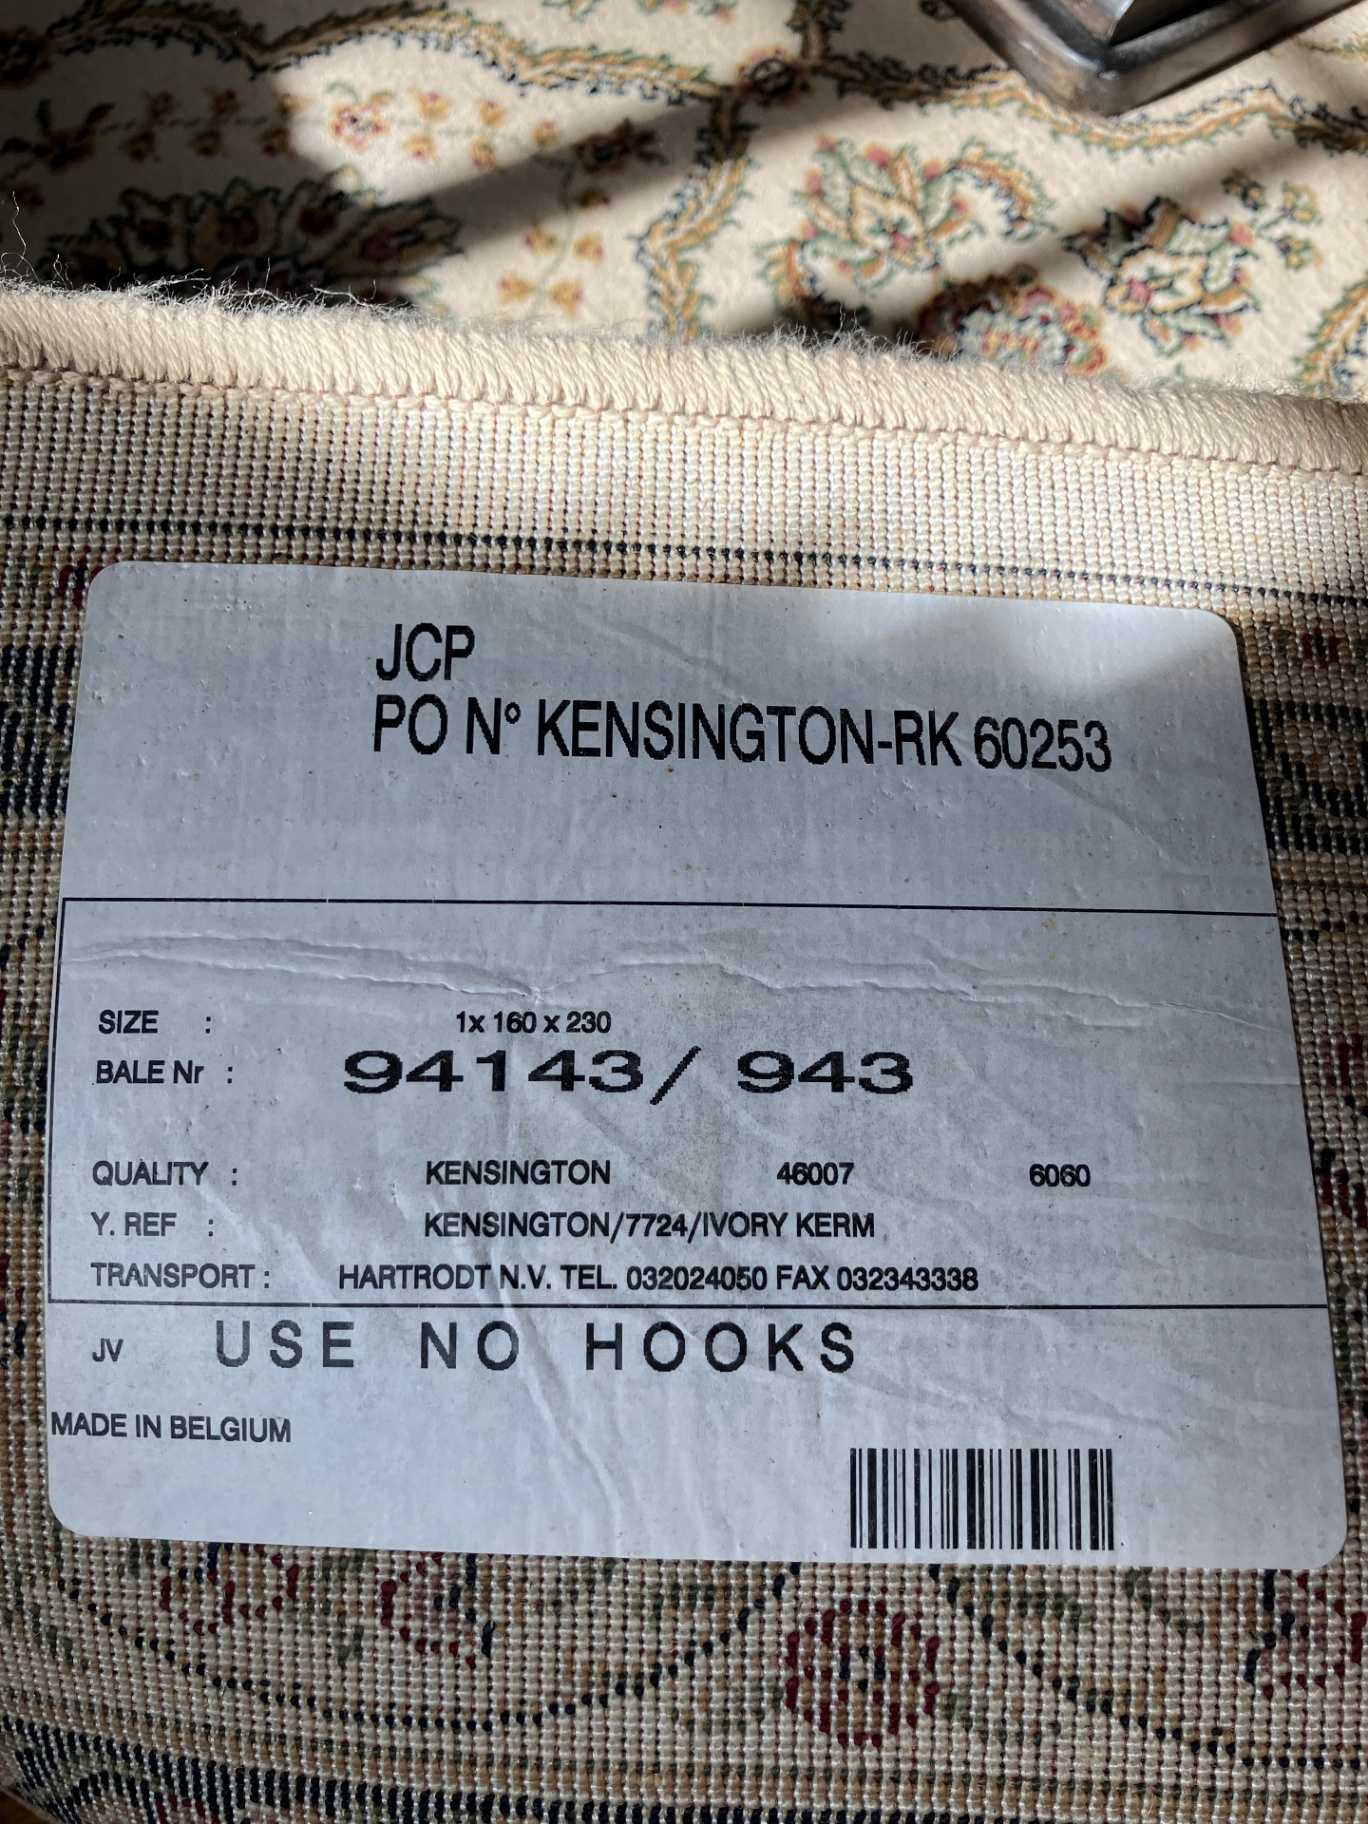 JCP
PO N° KENSINGTON-RK 60253
SIZE : 1x 160 x 230
BALE Nr : 94143/ 943
QUALITY : KENSINGTON 46007 6060
Y. REF : KENSINGTON/7724/IVORY KERM
TRANSPORT : HARTRODT N.V. TEL. 032024050 FAX 032343338
JV USE NO HOOKS
MADE IN BELGIUM